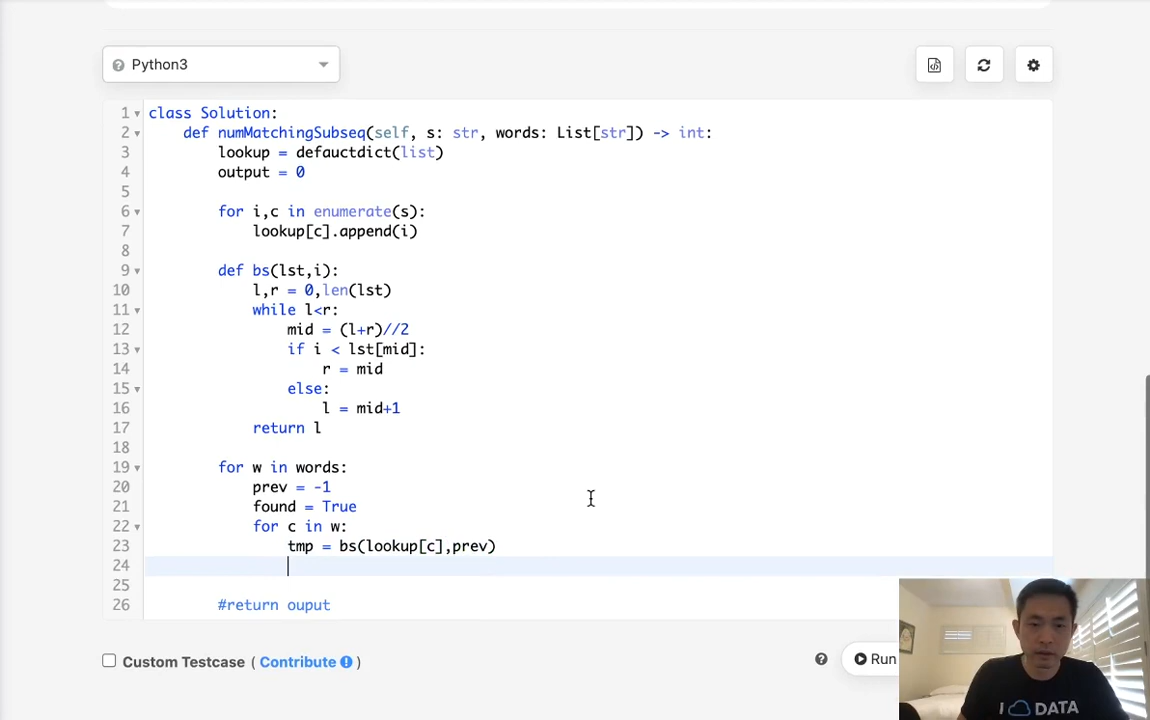 Python3
1 class Solution:
2 def numMatchingSubseq(self, s: str, words: List[str]) -> int:
3 lookup = defauctdict(list)
4 output = 0
5
6 for i,c in enumerate(s):
7 lookup[c].append(i)
8
9 def bs(lst,i):
10 l,r = 0,len(lst)
11 while l<r:
12 mid = (l+r)//2
13 if i < lst[mid]:
14 r = mid
15 else:
16 l = mid+1
17 return l
18
19 for w in words:
20 prev = -1
21 found = True
22 for c in w:
23 tmp = bs(lookup[c],prev)
24
25
26 #return ouput
Custom Testcase ( Contribute )
Run
I DATA